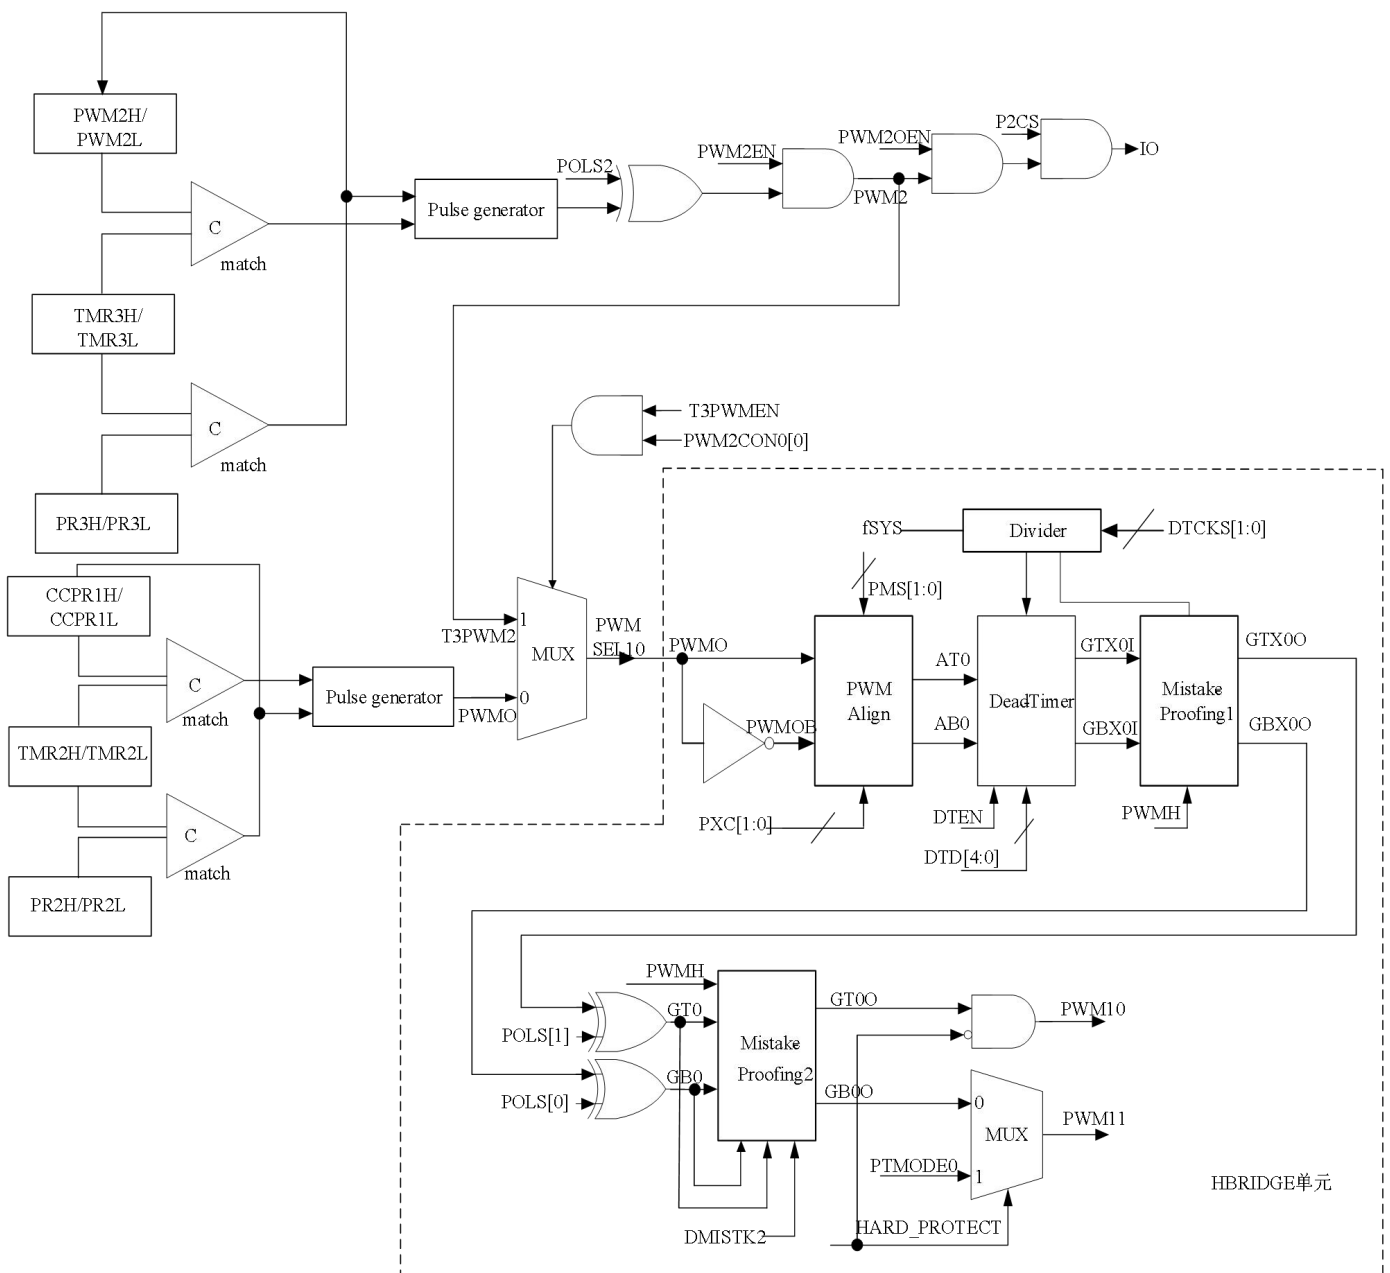 PWM2H/
PWM2L
C
match
TMR3H/
TMR3L
C
match
PR3H/PR3L
Pulse generator
POLS2
PWM2EN
PWM2
PWM2OEN
P2CS
IO
T3PWMEN
PWM2CON0[0]
CCPR1H/
CCPR1L
C
match
TMR2H/TMR2L
C
match
PR2H/PR2L
Pulse generator
PWMO
T3PWM2
1
MUX
0
PWM
SEL10
PWMO
PWMOB
fSYS
Divider
DTCKS[1:0]
PMS[1:0]
PWM
Align
PXC[1:0]
AT0
AB0
DeadTimer
DTEN
DTD[4:0]
GTX0I
GBX0I
Mistake
Proofing1
PWMH
GTX0O
GBX0O
PWMH
GT0
POLS[1]
GB0
POLS[0]
Mistake
Proofing2
DMISTK2
GT0O
GB0O
PWM10
0
MUX
1
PTMODE0
PWM11
HARD_PROTECT
HBRIDGE单元